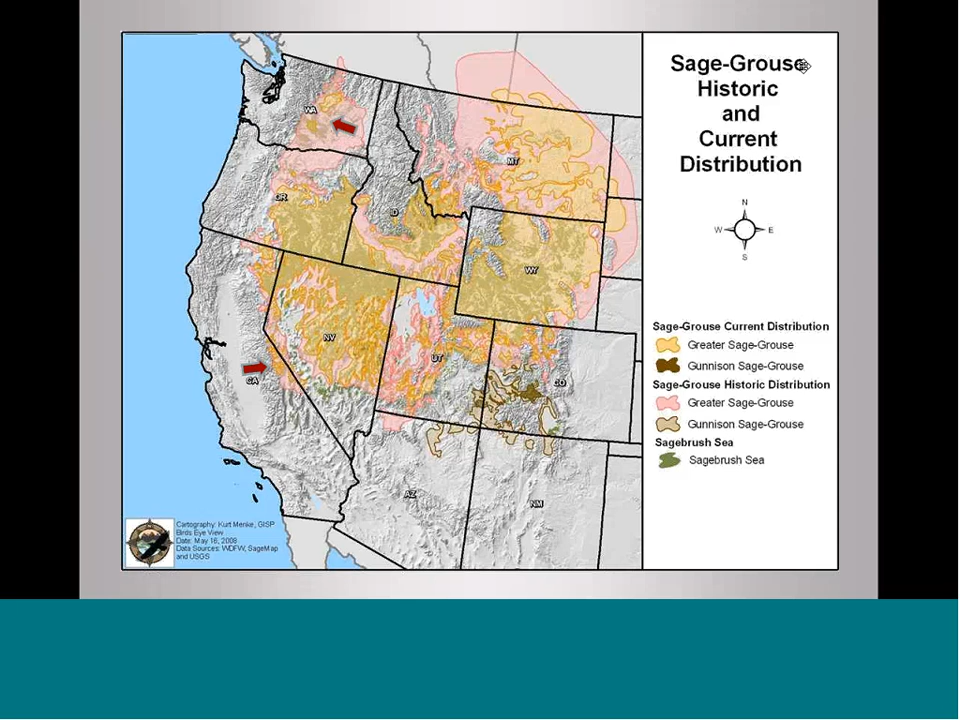 Sage-Grouse
Historic
and
Current
Distribution
N
W
E
S
Sage-Grouse Current Distribution
Greater Sage-Grouse
Gunnison Sage-Grouse
Sage-Grouse Historic Distribution
Greater Sage-Grouse
Gunnison Sage-Grouse
Sagebrush Sea
Sagebrush Sea
WA
MT
OR
ID
WY
NV
UT
CO
CA
AZ
NM
Cartography: Kurt Menke, GISP
Birds Eye View
Date: May 16, 2008
Data Sources: WDFW, SageMap
and USGS